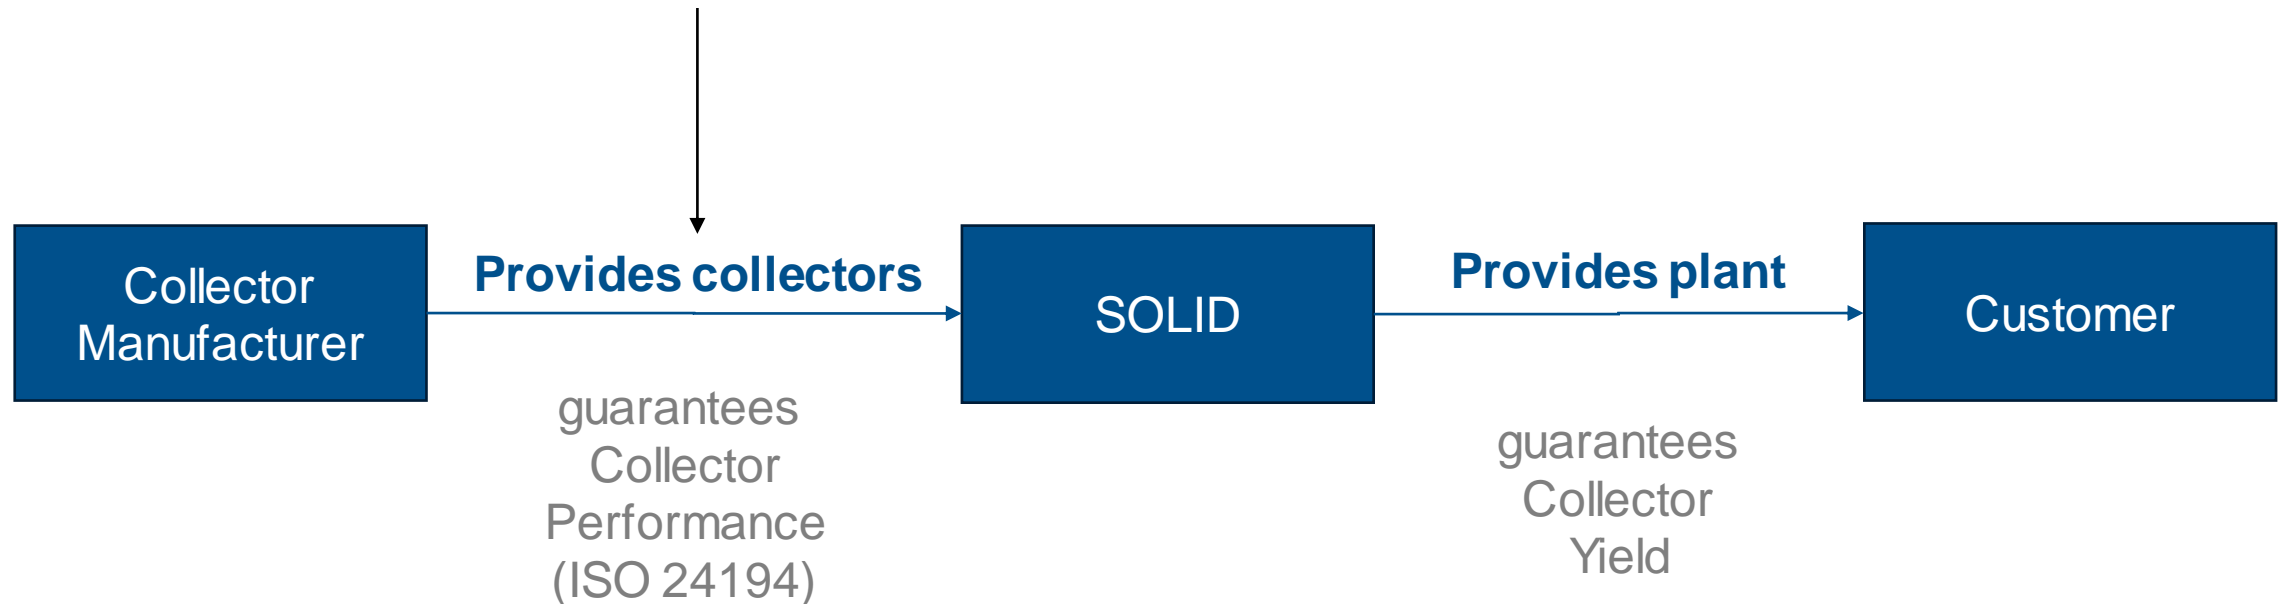 Collector
Manufacturer
Provides collectors
guarantees
Collector
Performance
(ISO 24194)
SOLID
Provides plant
guarantees
Collector
Yield
Customer